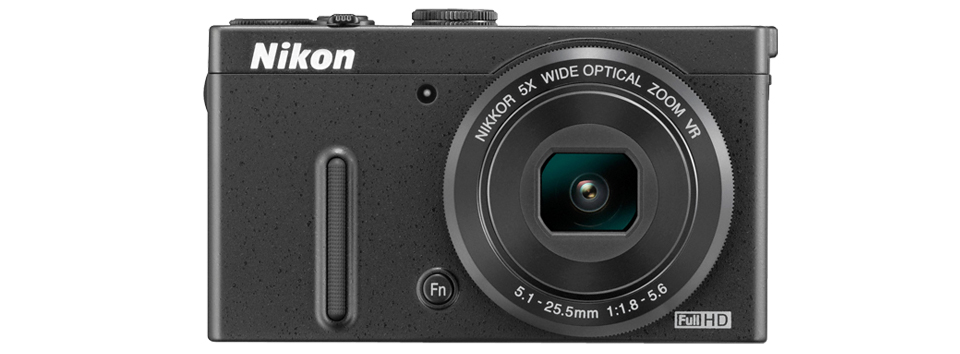 Nikon
NIKKOR 5X WIDE OPTICAL ZOOM VR
Fn
5.1 - 25.5mm 1:1.8 - 5.6
Full HD